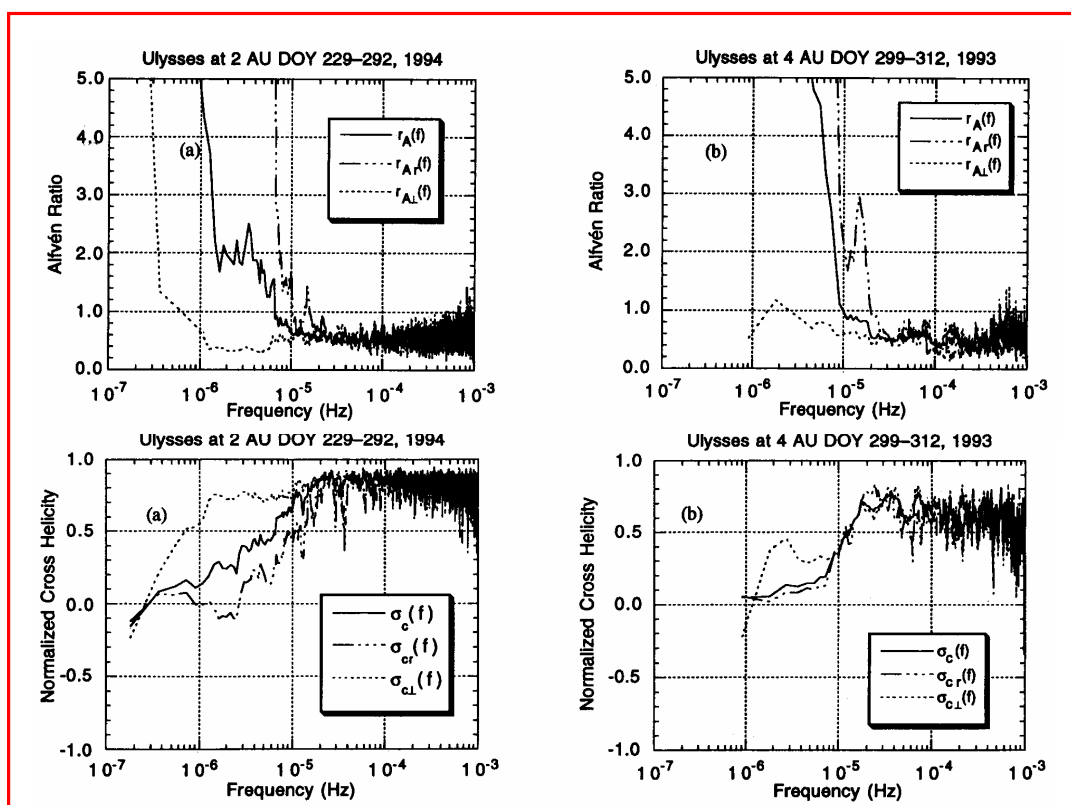 Ulysses at 2 AU DOY 229–292, 1994
5.0
4.0
3.0
2.0
1.0
0.0
Alfvén Ratio
(a)
r_A(f)
r_Ar(f)
r_A⊥(f)
10^-7
10^-6
10^-5
10^-4
10^-3
Frequency (Hz)
Ulysses at 4 AU DOY 299–312, 1993
5.0
4.0
3.0
2.0
1.0
0.0
Alfvén Ratio
(b)
r_A(f)
r_Ar(f)
r_A⊥(f)
10^-7
10^-6
10^-5
10^-4
10^-3
Frequency (Hz)
Ulysses at 2 AU DOY 229–292, 1994
1.0
0.5
0.0
-0.5
-1.0
Normalized Cross Helicity
(a)
σ_c(f)
σ_cr(f)
σ_c⊥(f)
10^-7
10^-6
10^-5
10^-4
10^-3
Frequency (Hz)
Ulysses at 4 AU DOY 299–312, 1993
1.0
0.5
0.0
-0.5
-1.0
Normalized Cross Helicity
(b)
σ_c(f)
σ_cr(f)
σ_c⊥(f)
10^-7
10^-6
10^-5
10^-4
10^-3
Frequency (Hz)